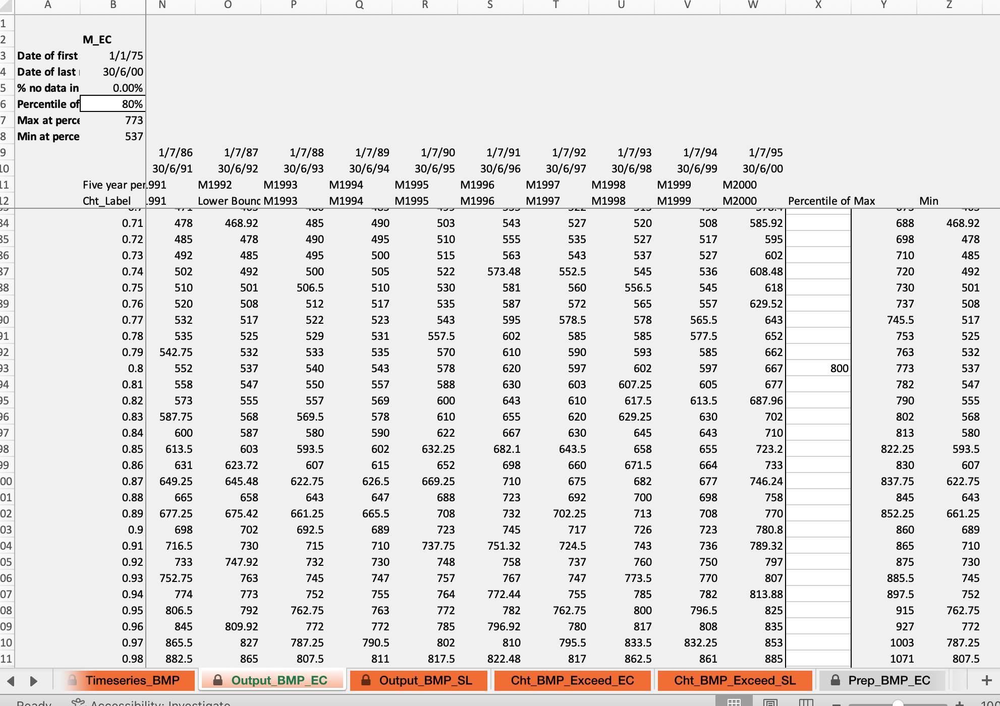 A B N O P Q R S T U V W X Y Z
1
2 M_EC
3 Date of first 1/1/75
4 Date of last 30/6/00
5 % no data in 0.00%
6 Percentile of 80%
7 Max at perce 773
8 Min at perce 537
9 1/7/86 1/7/87 1/7/88 1/7/89 1/7/90 1/7/91 1/7/92 1/7/93 1/7/94 1/7/95
10 30/6/91 30/6/92 30/6/93 30/6/94 30/6/95 30/6/96 30/6/97 30/6/98 30/6/99 30/6/00
11 Five year per 1991 M1992 M1993 M1994 M1995 M1996 M1997 M1998 M1999 M2000
12 Cht_Label 1991 Lower Bound M1993 M1994 M1995 M1996 M1997 M1998 M1999 M2000 Percentile of Max Min
84 0.71 478 468.92 485 490 503 543 527 520 508 585.92 688 468.92
85 0.72 485 478 490 495 510 555 535 527 517 595 698 478
86 0.73 492 485 495 500 515 563 543 537 527 602 710 485
87 0.74 502 492 500 505 522 573.48 552.5 545 536 608.48 720 492
88 0.75 510 501 506.5 510 530 581 560 556.5 545 618 730 501
89 0.76 520 508 512 517 535 587 572 565 557 629.52 737 508
90 0.77 532 517 522 523 543 595 578.5 578 565.5 643 745.5 517
91 0.78 535 525 529 531 557.5 602 585 585 577.5 652 753 525
92 0.79 542.75 532 533 535 570 610 590 593 585 662 763 532
93 0.8 552 537 540 543 578 620 597 602 597 667 800 773 537
94 0.81 558 547 550 557 588 630 603 607.25 605 677 782 547
95 0.82 573 555 557 569 600 643 610 617.5 613.5 687.96 790 555
96 0.83 587.75 568 569.5 578 610 655 620 629.25 630 702 802 568
97 0.84 600 587 580 590 622 667 630 645 643 710 813 580
98 0.85 613.5 603 593.5 602 632.25 682.1 643.5 658 655 723.2 822.25 593.5
99 0.86 631 623.72 607 615 652 698 660 671.5 664 733 830 607
00 0.87 649.25 645.48 622.75 626.5 669.25 710 675 682 677 746.24 837.75 622.75
01 0.88 665 658 643 647 688 723 692 700 698 758 845 643
02 0.89 677.25 675.42 661.25 665.5 708 732 702.25 713 708 770 852.25 661.25
03 0.9 698 702 692.5 689 723 745 717 726 723 780.8 860 689
04 0.91 716.5 730 715 710 737.75 751.32 724.5 743 736 789.32 865 710
05 0.92 733 747.92 732 730 748 758 737 760 750 797 875 730
06 0.93 752.75 763 745 747 757 767 747 773.5 770 807 885.5 745
07 0.94 774 773 752 755 764 772.44 755 785 782 813.88 897.5 752
08 0.95 806.5 792 762.75 763 772 782 762.75 800 796.5 825 915 762.75
09 0.96 845 809.92 772 772 785 796.92 780 817 808 835 927 772
10 0.97 865.5 827 787.25 790.5 802 810 795.5 833.5 832.25 853 1003 787.25
11 0.98 882.5 865 807.5 811 817.5 822.48 817 862.5 861 885 1071 807.5
Timeseries_BMP Output_BMP_EC Output_BMP_SL Cht_BMP_Exceed_EC Cht_BMP_Exceed_SL Prep_BMP_EC +
Ready Accessibility: Investigate